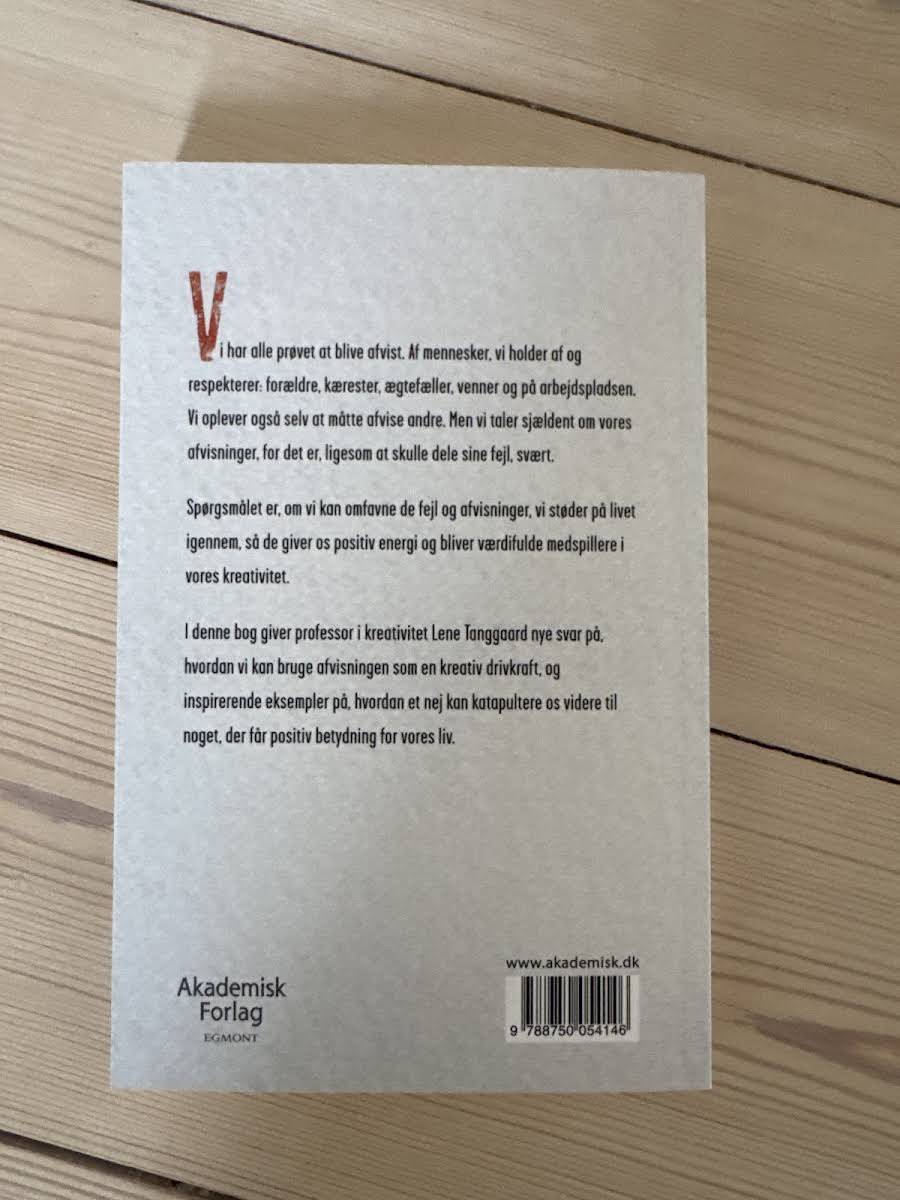 Vi har alle prøvet at blive afvist. Af mennesker, vi holder af og
respekterer: forældre, kærester, ægtefæller, venner og på arbejdspladsen.
Vi oplever også selv at måtte afvise andre. Men vi taler sjældent om vores
afvisninger, for det er, ligesom at skulle dele sine fejl, svært.
Spørgsmålet er, om vi kan omfavne de fejl og afvisninger, vi støder på livet
igennem, så de giver os positiv energi og bliver værdifulde medspillere i
vores kreativitet.
I denne bog giver professor i kreativitet Lene Tanggaard nye svar på,
hvordan vi kan bruge afvisningen som en kreativ drivkraft, og
inspirerende eksempler på, hvordan et nej kan katapultere os videre til
noget, der får positiv betydning for vores liv.
Akademisk
Forlag
EGMONT
www.akademisk.dk
9 788750 054146